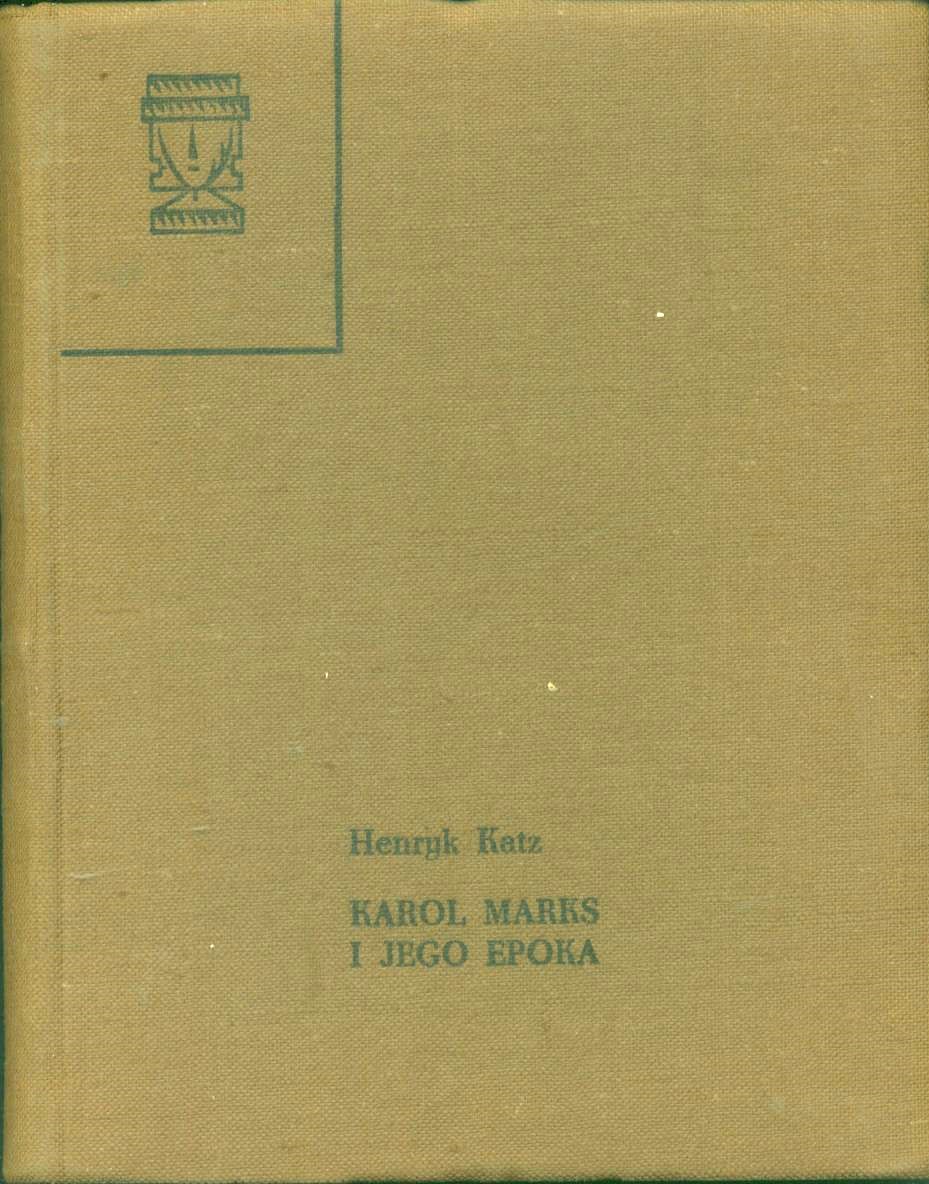 Henryk Katz
KAROL MARKS
I JEGO EPOKA